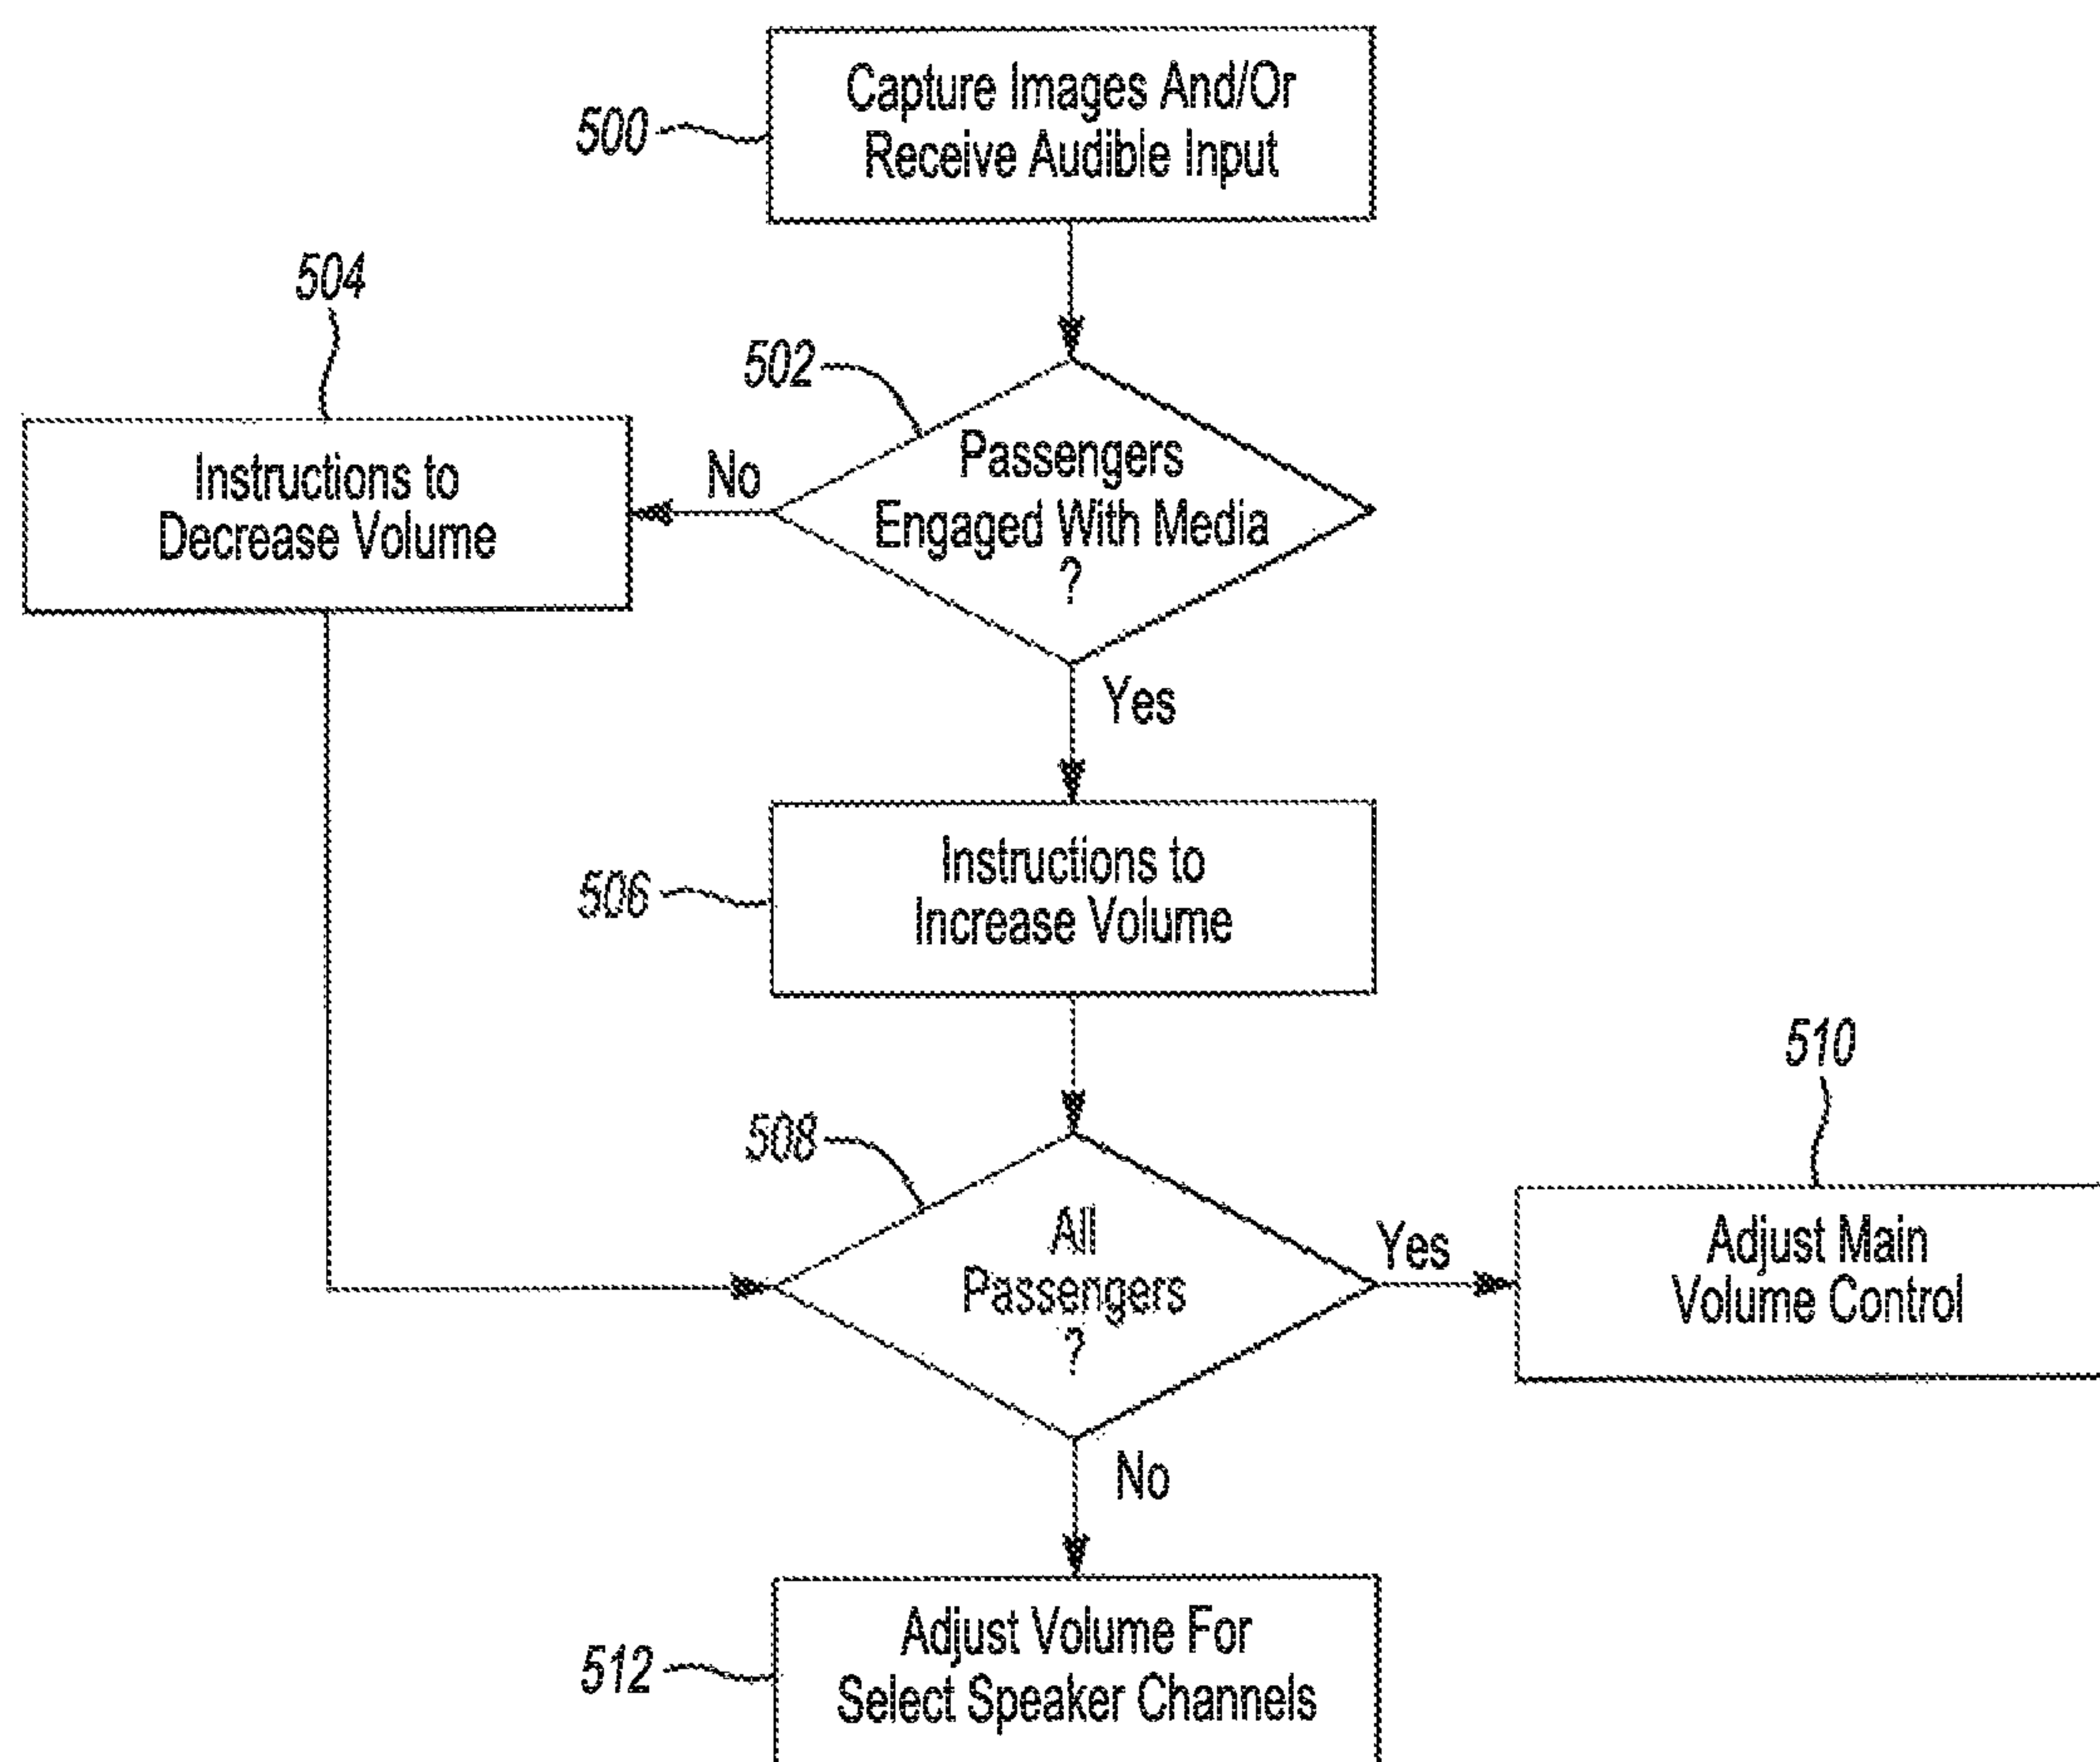 Capture Images And/Or
Receive Audible Input
500
504
502
Passengers
Engaged With Media
?
No
Instructions to
Decrease Volume
Yes
Instructions to
Increase Volume
506
510
508
All
Passengers
?
Yes
Adjust Main
Volume Control
No
Adjust Volume For
Select Speaker Channels
512